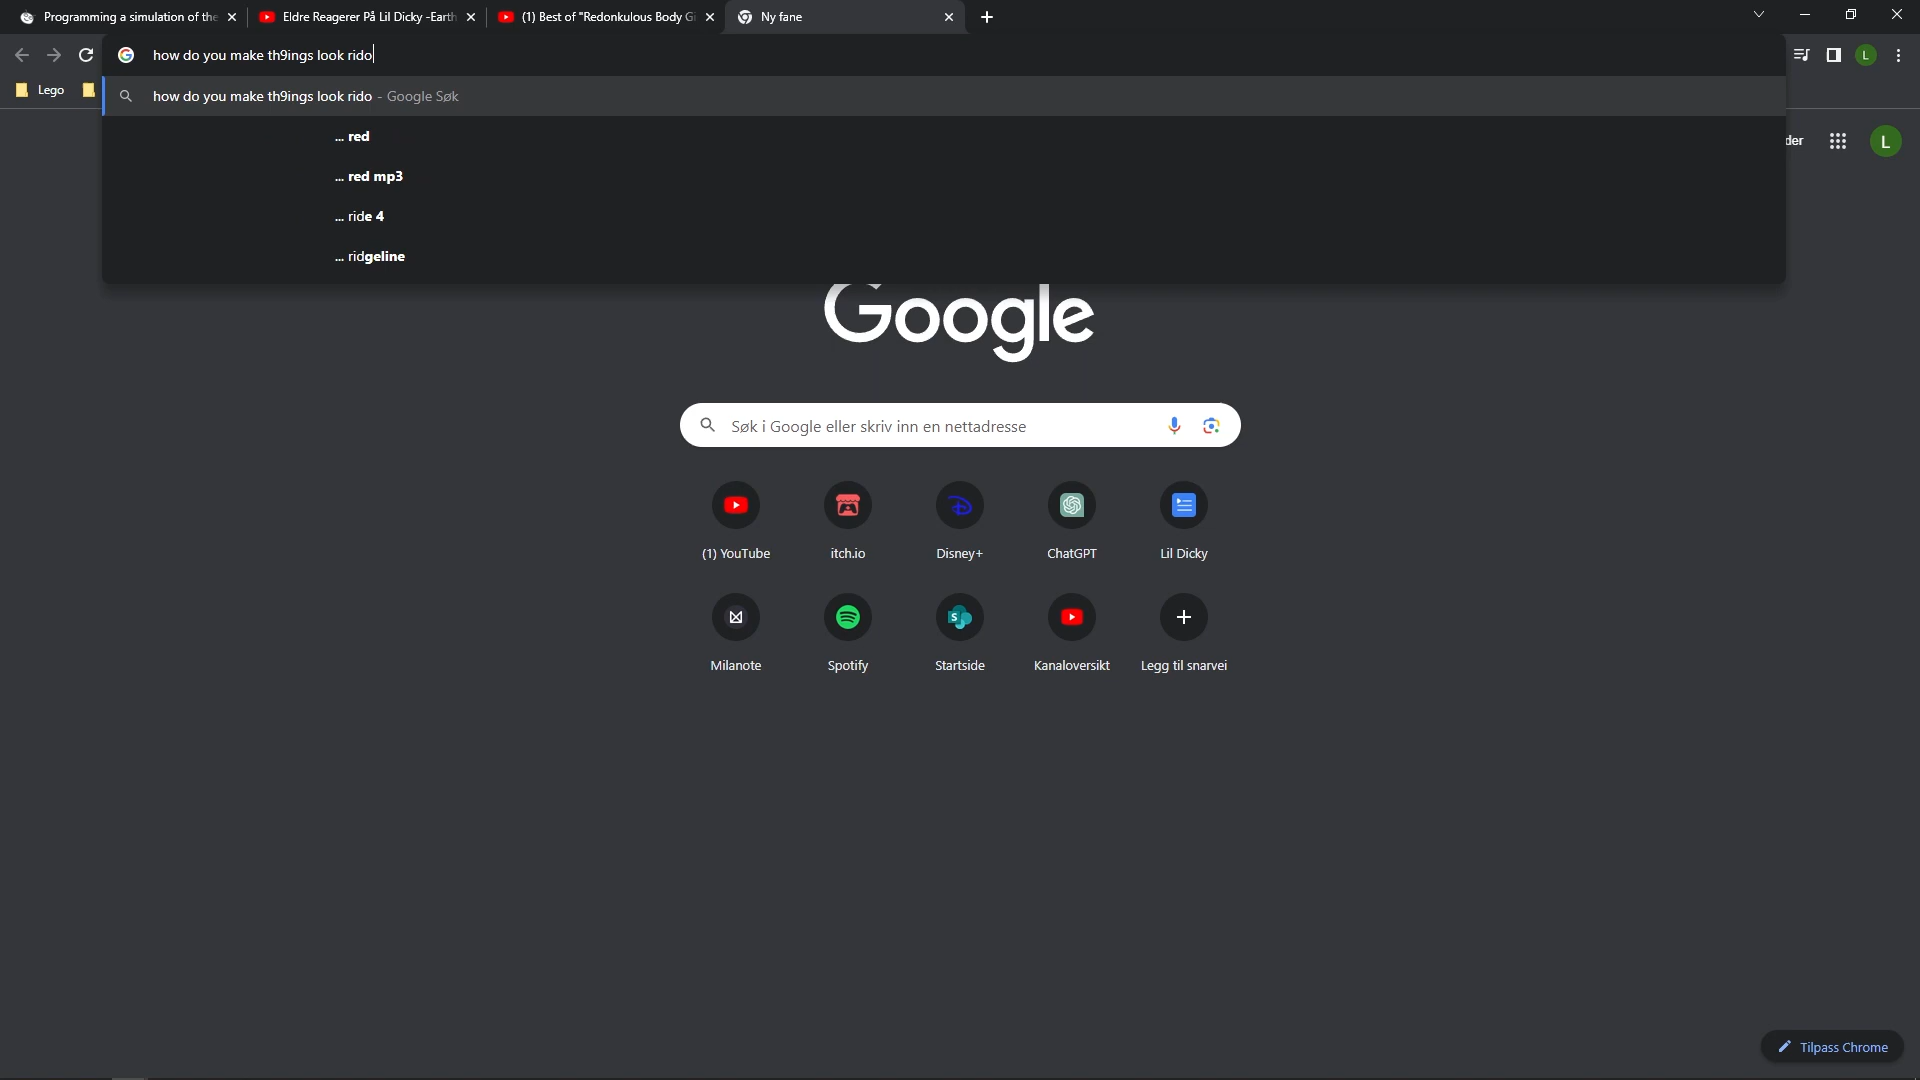 Programming a simulation of the
Eldre Reagerer På Lil Dicky -Earth
(1) Best of "Redonkulous Body Gi
Ny fane
how do you make th9ings look rido
L
Lego
how do you make th9ings look rido - Google Søk
... red
... red mp3
... ride 4
... ridgeline
der
L
Google
Søk i Google eller skriv inn en nettadresse
(1) YouTube
itch.io
Disney+
ChatGPT
Lil Dicky
Milanote
Spotify
Startside
Kanaloversikt
Legg til snarvei
Tilpass Chrome